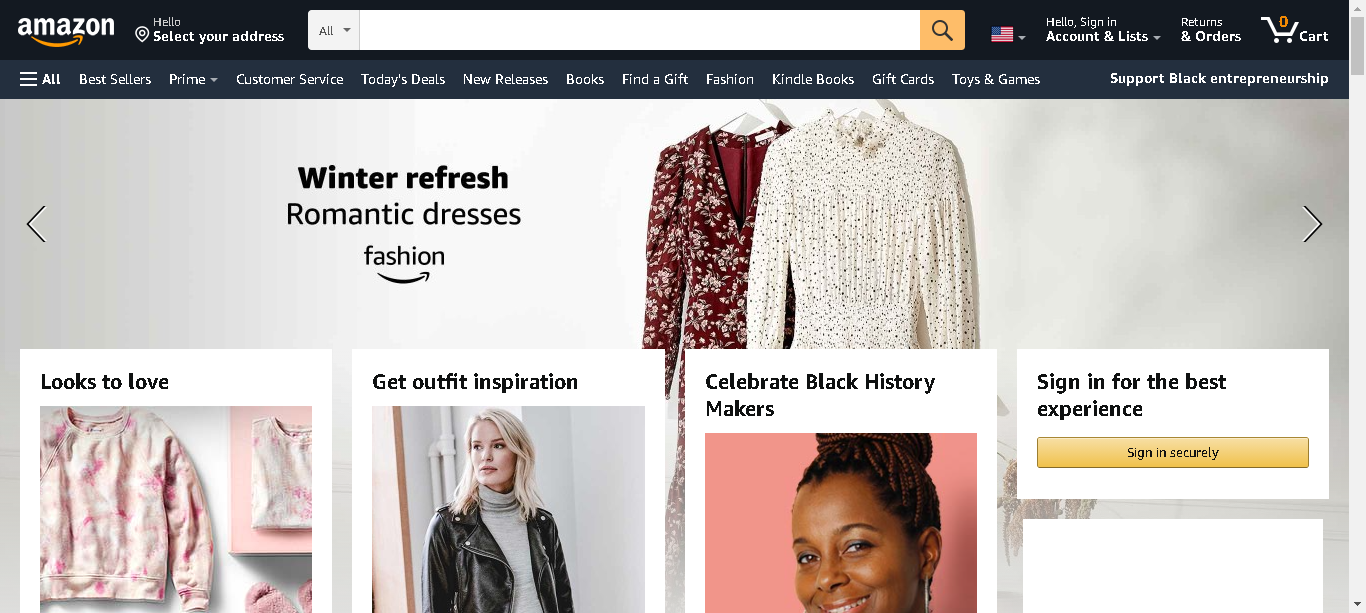 amazon
Hello
Select your address
All
Hello, Sign in
Account & Lists
Returns
& Orders
0
Cart
All
Best Sellers
Prime
Customer Service
Today's Deals
New Releases
Books
Find a Gift
Fashion
Kindle Books
Gift Cards
Toys & Games
Support Black entrepreneurship
Winter refresh
Romantic dresses
fashion
Looks to love
Get outfit inspiration
Celebrate Black History
Makers
Sign in for the best
experience
Sign in securely